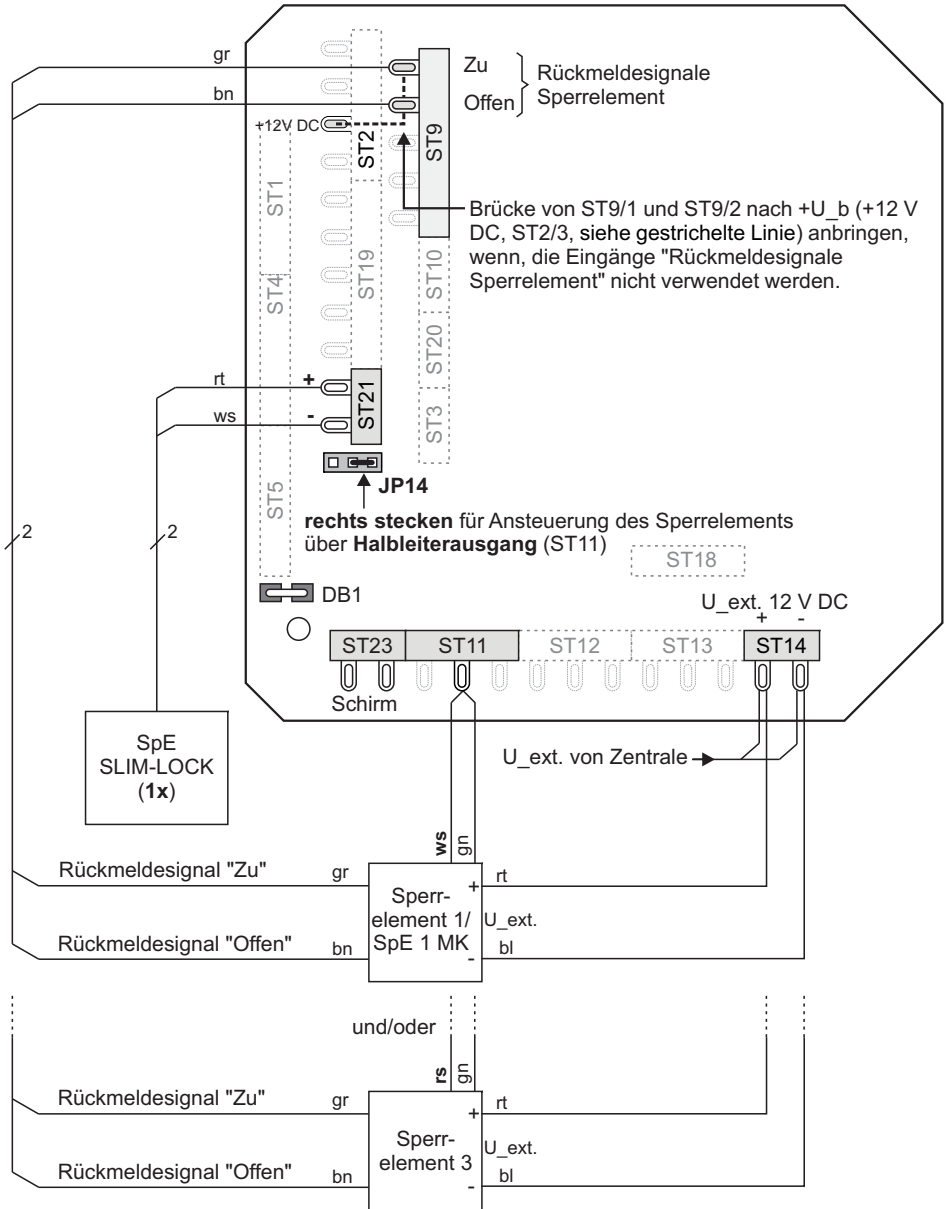 gr
Zu
Rückmeldesignale
Sperrelement
bn
Offen
+12V DC
ST2
ST9
ST1
Brücke von ST9/1 und ST9/2 nach +U_b (+12 V
DC, ST2/3, siehe gestrichelte Linie) anbringen,
wenn, die Eingänge "Rückmeldesignale
Sperrelement" nicht verwendet werden.
ST4
ST19
ST10
ST20
rt
+
ST21
ST3
ws
-
JP14
ST5
rechts stecken für Ansteuerung des Sperrelements
über Halbleiterausgang (ST11)
2
2
ST18
DB1
U_ext. 12 V DC
+ -
ST23
ST11
ST12
ST13
ST14
Schirm
SpE
SLIM-LOCK
(1x)
U_ext. von Zentrale
ws
gn
Rückmeldesignal "Zu"
gr
+
rt
Sperr-
element 1/
SpE 1 MK
U_ext.
Rückmeldesignal "Offen"
bn
-
bl
und/oder
rs
gn
Rückmeldesignal "Zu"
gr
+
rt
Sperr-
element 3
U_ext.
Rückmeldesignal "Offen"
bn
-
bl